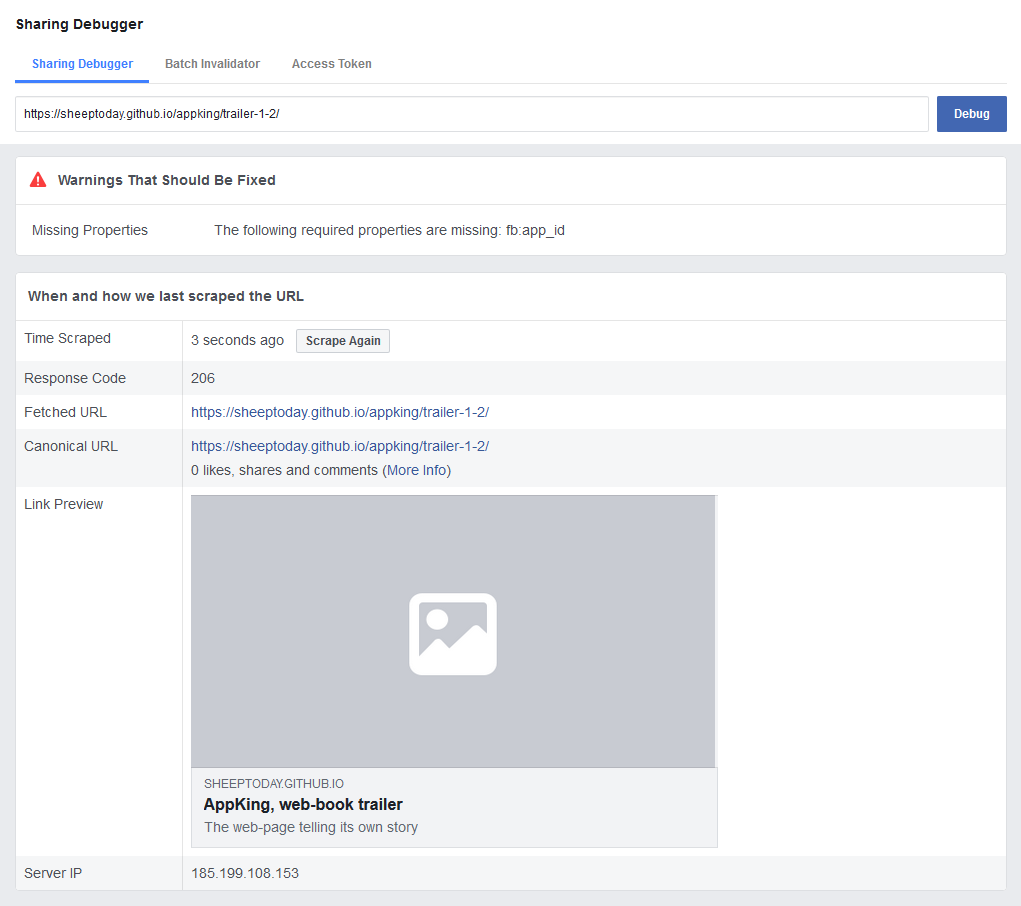 Sharing Debugger
Sharing Debugger Batch Invalidator Access Token
https://sheeptoday.github.io/appking/trailer-1-2/ Debug
Warnings That Should Be Fixed
Missing Properties The following required properties are missing: fb:app_id
When and how we last scraped the URL
Time Scraped 3 seconds ago Scrape Again
Response Code 206
Fetched URL https://sheeptoday.github.io/appking/trailer-1-2/
Canonical URL https://sheeptoday.github.io/appking/trailer-1-2/
0 likes, shares and comments (More Info)
Link Preview
SHEEPTODAY.GITHUB.IO
AppKing, web-book trailer
The web-page telling its own story
Server IP 185.199.108.153